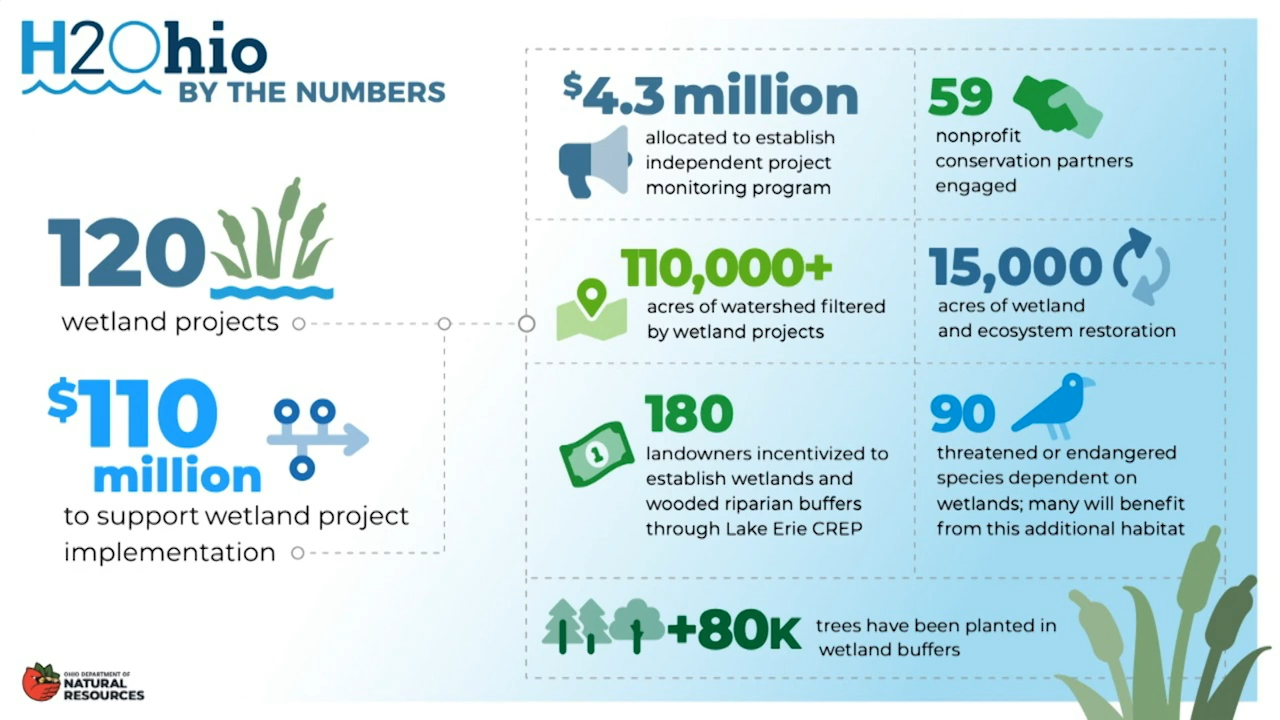 H2Ohio
BY THE NUMBERS
120
wetland projects
$110
million
to support wetland project
implementation
$4.3 million
allocated to establish
independent project
monitoring program
59
nonprofit
conservation partners
engaged
110,000+
acres of watershed filtered
by wetland projects
15,000
acres of wetland
and ecosystem restoration
1
180
landowners incentivized to
establish wetlands and
wooded riparian buffers
through Lake Erie CREP
90
threatened or endangered
species dependent on
wetlands; many will benefit
from this additional habitat
+80K
trees have been planted in
wetland buffers
OHIO DEPARTMENT OF
NATURAL
RESOURCES